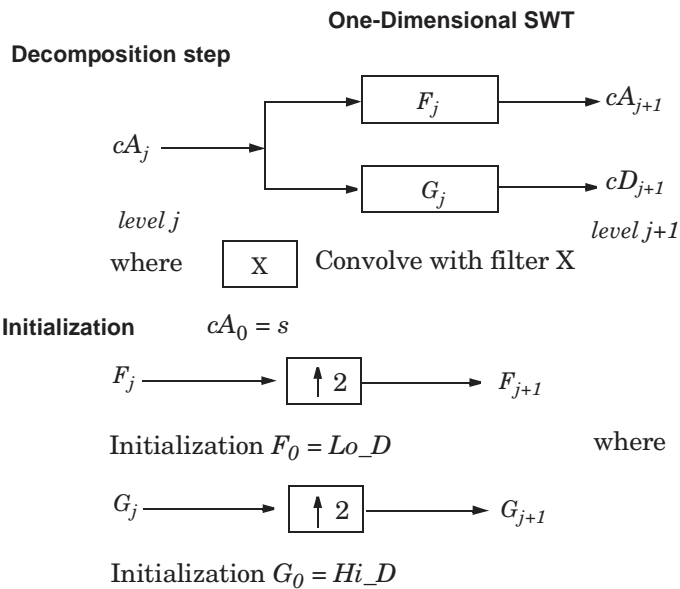 One-Dimensional SWT
Decomposition step
F_j
cA_{j+1}
cA_j
G_j
cD_{j+1}
level j
level j+1
where X Convolve with filter X
Initialization cA_0 = s
F_j ↑ 2 F_{j+1}
Initialization F_0 = Lo_D where
G_j ↑ 2 G_{j+1}
Initialization G_0 = Hi_D